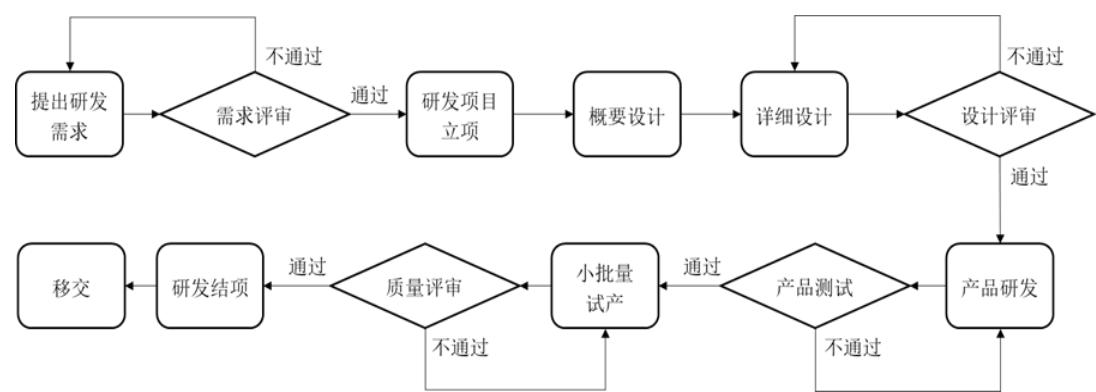 不通过
不通过
提出研发
需求
需求评审
通过
研发项目
立项
概要设计
详细设计
设计评审
通过
移交
研发结项
通过
质量评审
不通过
小批量
试产
通过
产品测试
不通过
产品研发